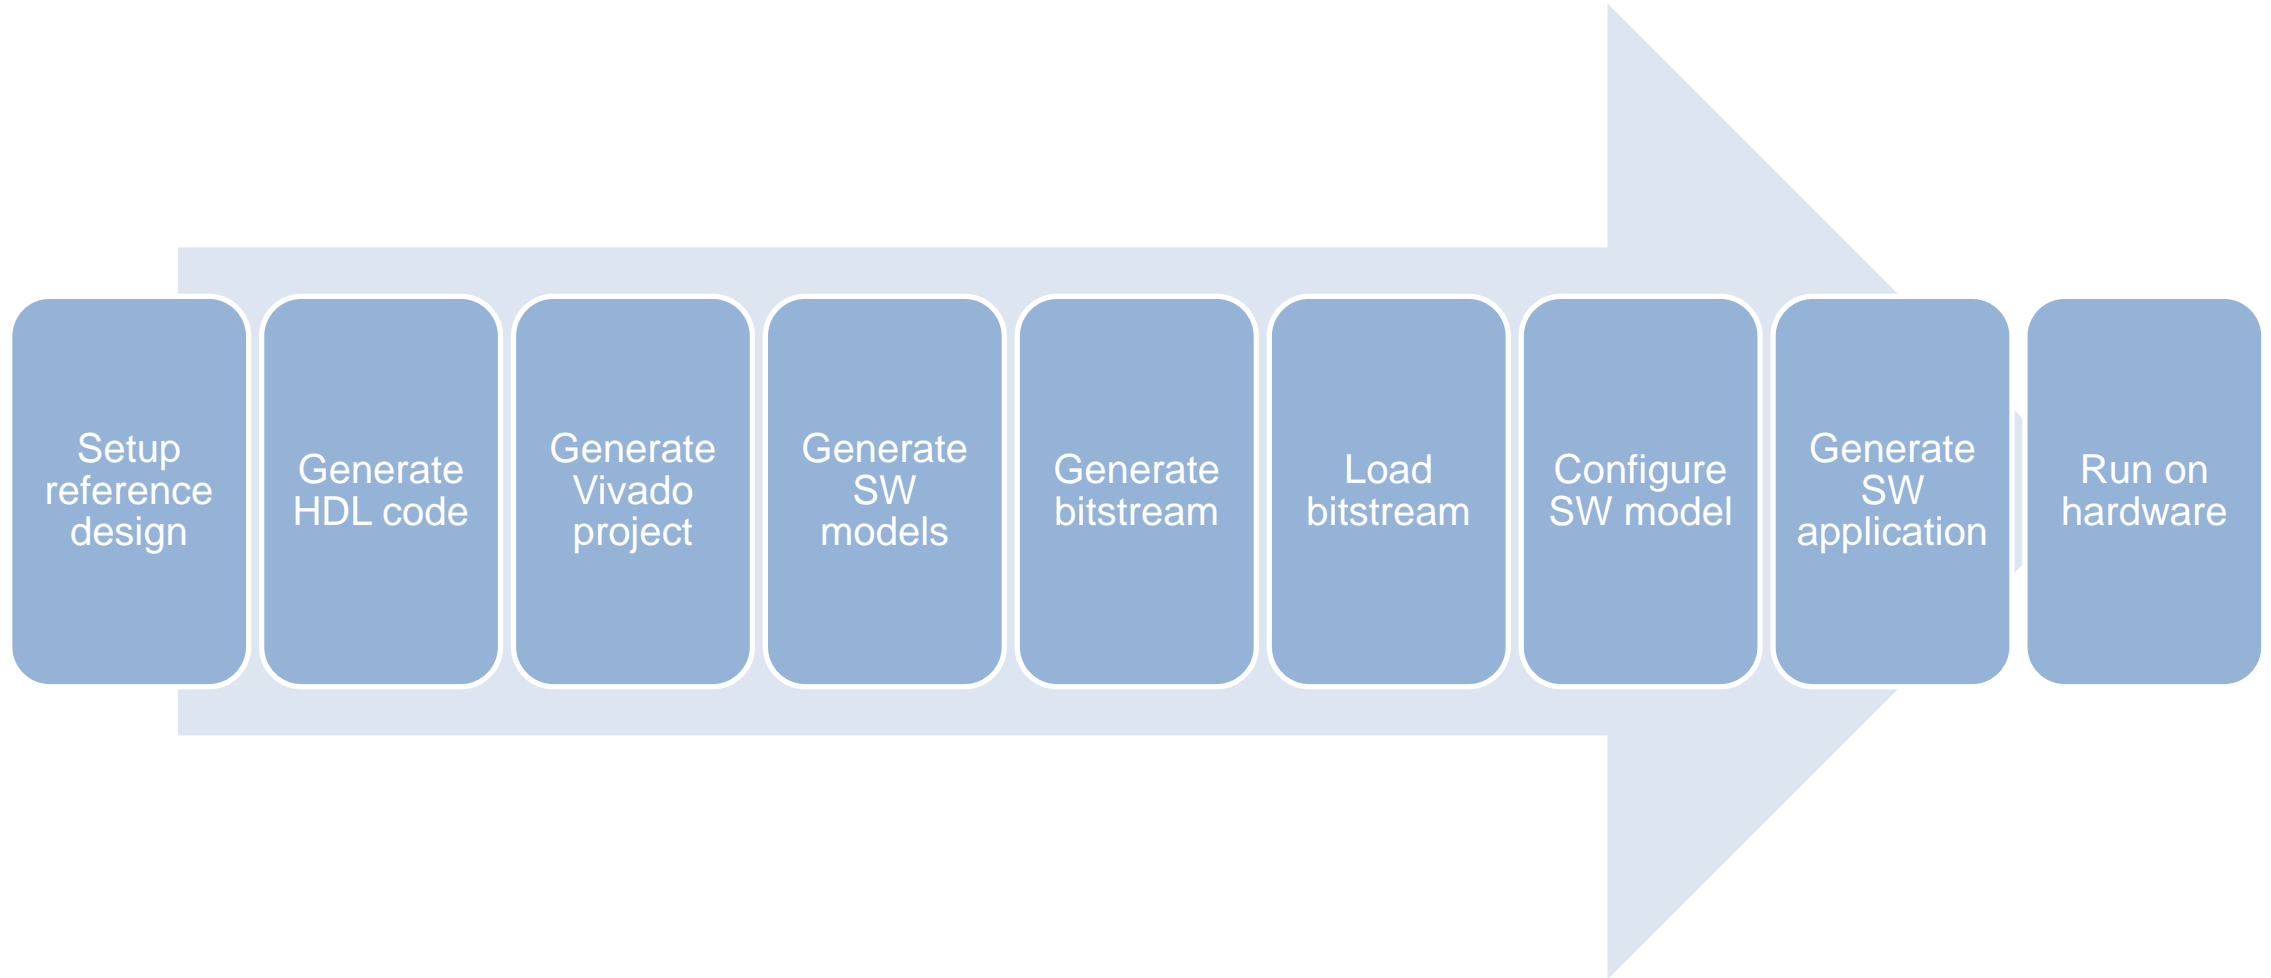 Setup
reference
design
Generate
HDL code
Generate
Vivado
project
Generate
SW
models
Generate
bitstream
Load
bitstream
Configure
SW model
Generate
SW
application
Run on
hardware